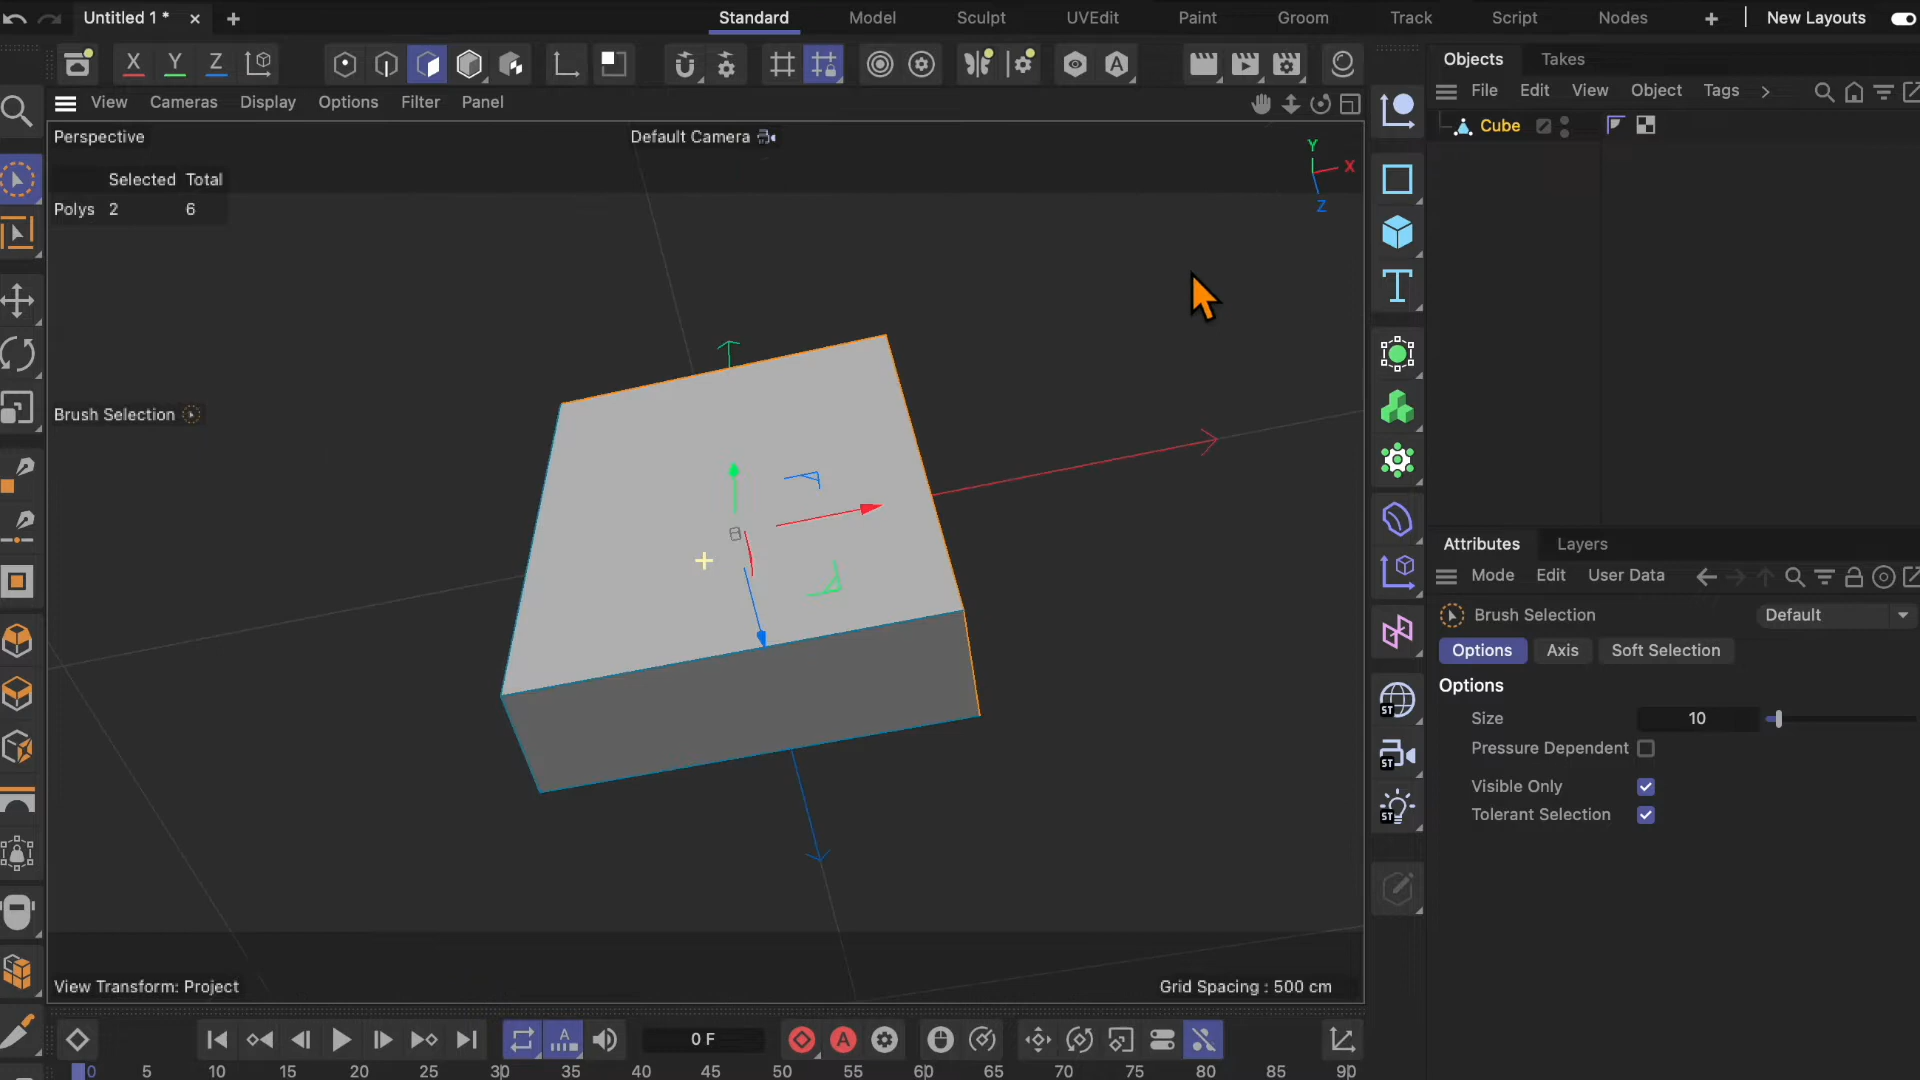 Untitled 1 *
Standard
Model
Sculpt
UVEdit
Paint
Groom
Track
Script
Nodes
New Layouts
X
Y
Z
A
Objects
Takes
View
Cameras
Display
Options
Filter
Panel
File
Edit
View
Object
Tags
Perspective
Default Camera
Cube
Y
X
Z
Selected Total
Polys 2 6
Brush Selection
T
ST
ST
ST
Attributes
Layers
Mode
Edit
User Data
Brush Selection
Default
Options
Axis
Soft Selection
Options
Size 10
Pressure Dependent
Visible Only
Tolerant Selection
View Transform: Project
Grid Spacing : 500 cm
A
0 F
A
0 5 10 15 20 25 30 35 40 45 50 55 60 65 70 75 80 85 90